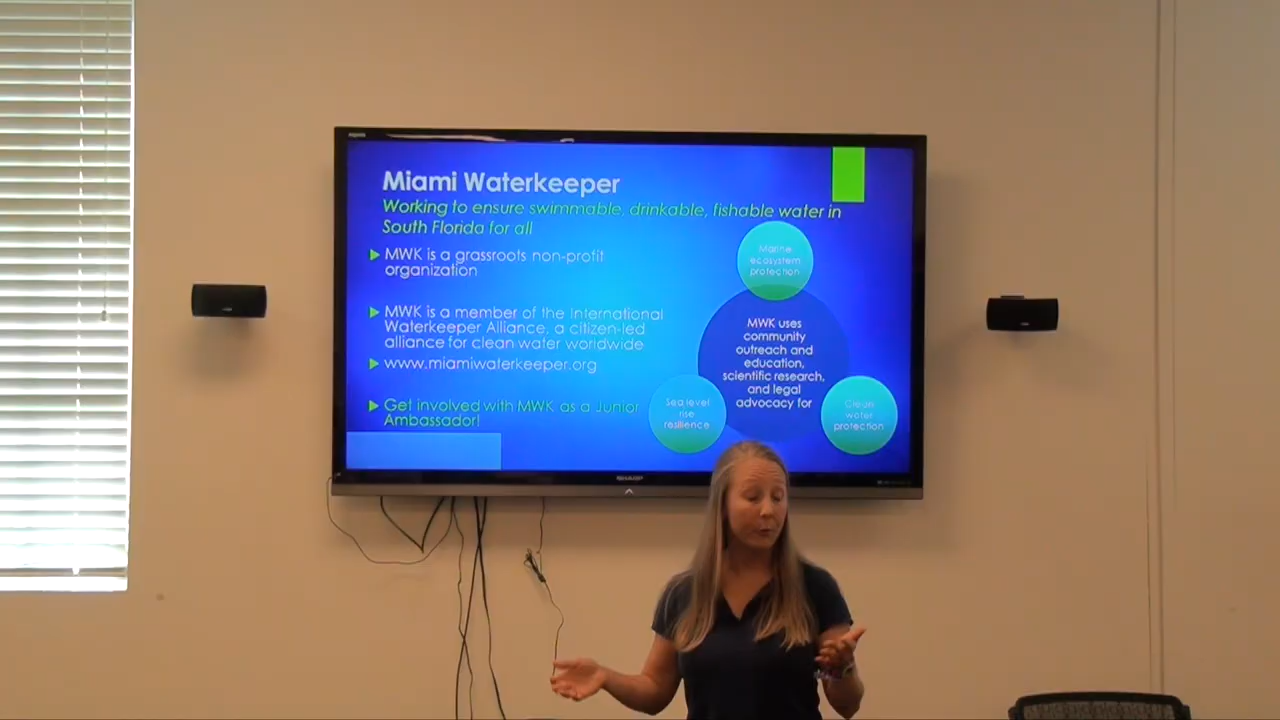 Miami Waterkeeper
Working to ensure swimmable, drinkable, fishable water in
South Florida for all
MWK is a grassroots non-profit
organization
MWK is a member of the International
Waterkeeper Alliance, a citizen-led
alliance for clean water worldwide
www.miamiwaterkeeper.org
Get involved with MWK as a Junior
Ambassador!
Marine
ecosystem
protection
MWK uses
community
outreach and
education,
scientific research,
and legal
advocacy for
Sea level
rise
resilience
Clean
water
protection
SHARP